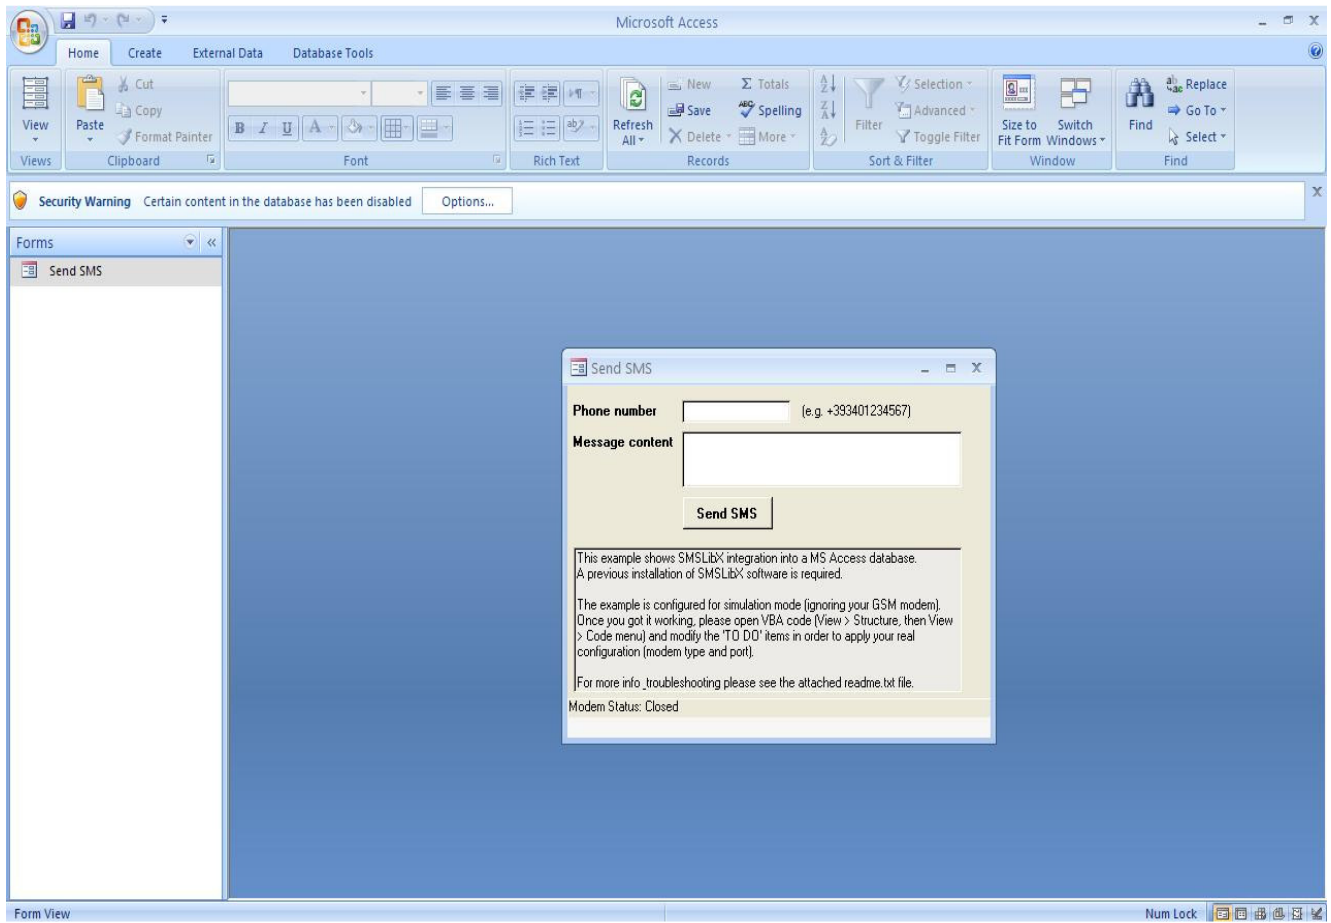 Microsoft Access
Home Create External Data Database Tools
View
Paste
Cut
Copy
Format Painter
B I U A
Refresh All
New
Save
Delete
Totals
Spelling
More
Filter
Selection
Advanced
Toggle Filter
Size to Fit Form
Switch Windows
Find
Replace
Go To
Select
Views Clipboard Font Rich Text Records Sort & Filter Window Find
Security Warning Certain content in the database has been disabled Options...
Forms
Send SMS
Send SMS
Phone number (e.g. +393401234567)
Message content
Send SMS
This example shows SMSLibX integration into a MS Access database.
A previous installation of SMSLibX software is required.
The example is configured for simulation mode (ignoring your GSM modem).
Once you got it working, please open VBA code (View > Structure, then View
> Code menu) and modify the 'TO DO' items in order to apply your real
configuration (modem type and port).
For more info _troubleshooting please see the attached readme.txt file.
Modem Status: Closed
Form View Num Lock